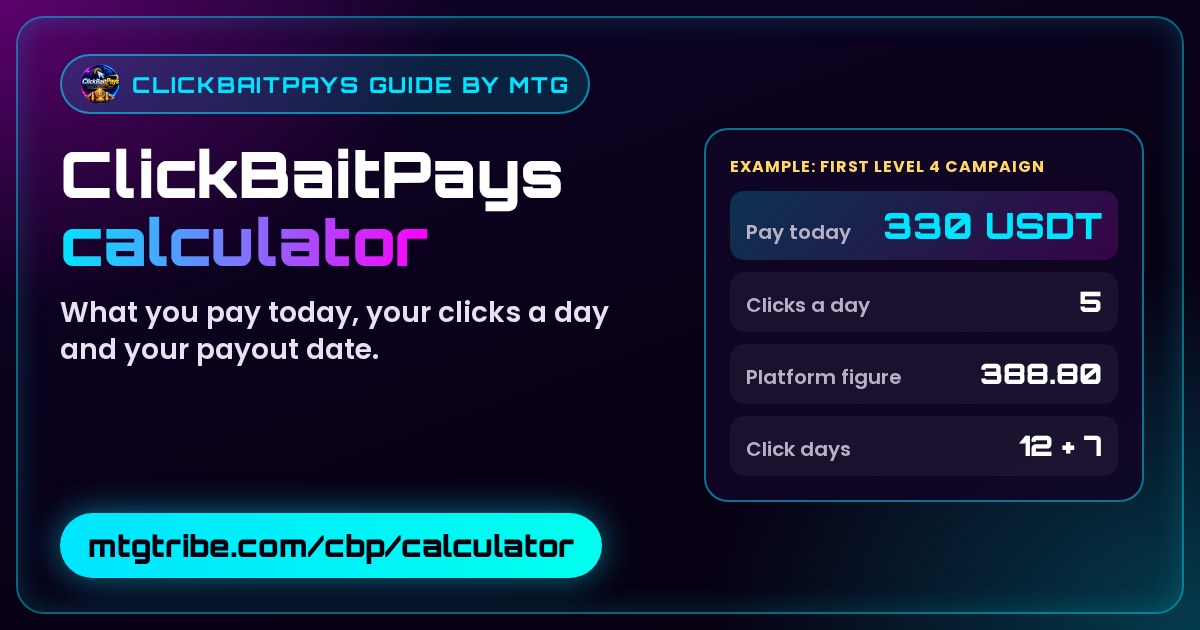 ClickBaitPays
CLICKBAITPAYS GUIDE BY MTG
ClickBaitPays
calculator
What you pay today, your clicks a day
and your payout date.
mtgtribe.com/cbp/calculator
EXAMPLE: FIRST LEVEL 4 CAMPAIGN
Pay today 330 USDT
Clicks a day 5
Platform figure 388.80
Click days 12 + 7